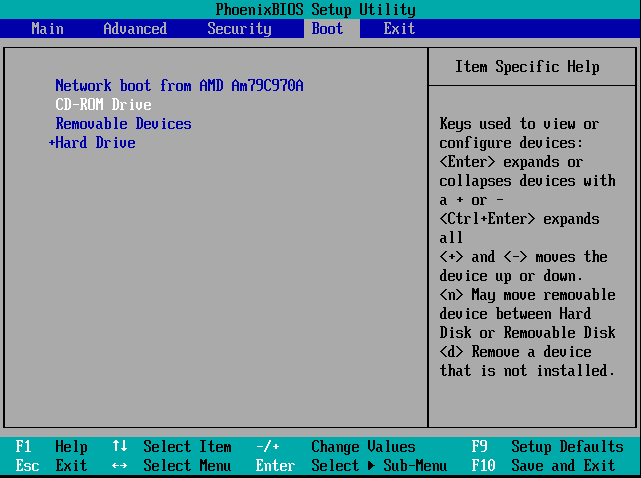 PhoenixBIOS Setup Utility
Main Advanced Security Boot Exit
Item Specific Help
Network boot from AMD Am79C970A
CD-ROM Drive
Removable Devices
+Hard Drive
Keys used to view or
configure devices:
<Enter> expands or
collapses devices with
a + or -
<Ctrl+Enter> expands
all
<+> and <-> moves the
device up or down.
<n> May move removable
device between Hard
Disk or Removable Disk
<d> Remove a device
that is not installed.
F1 Help ↑↓ Select Item -/+ Change Values F9 Setup Defaults
Esc Exit ↔ Select Menu Enter Select ▶ Sub-Menu F10 Save and Exit